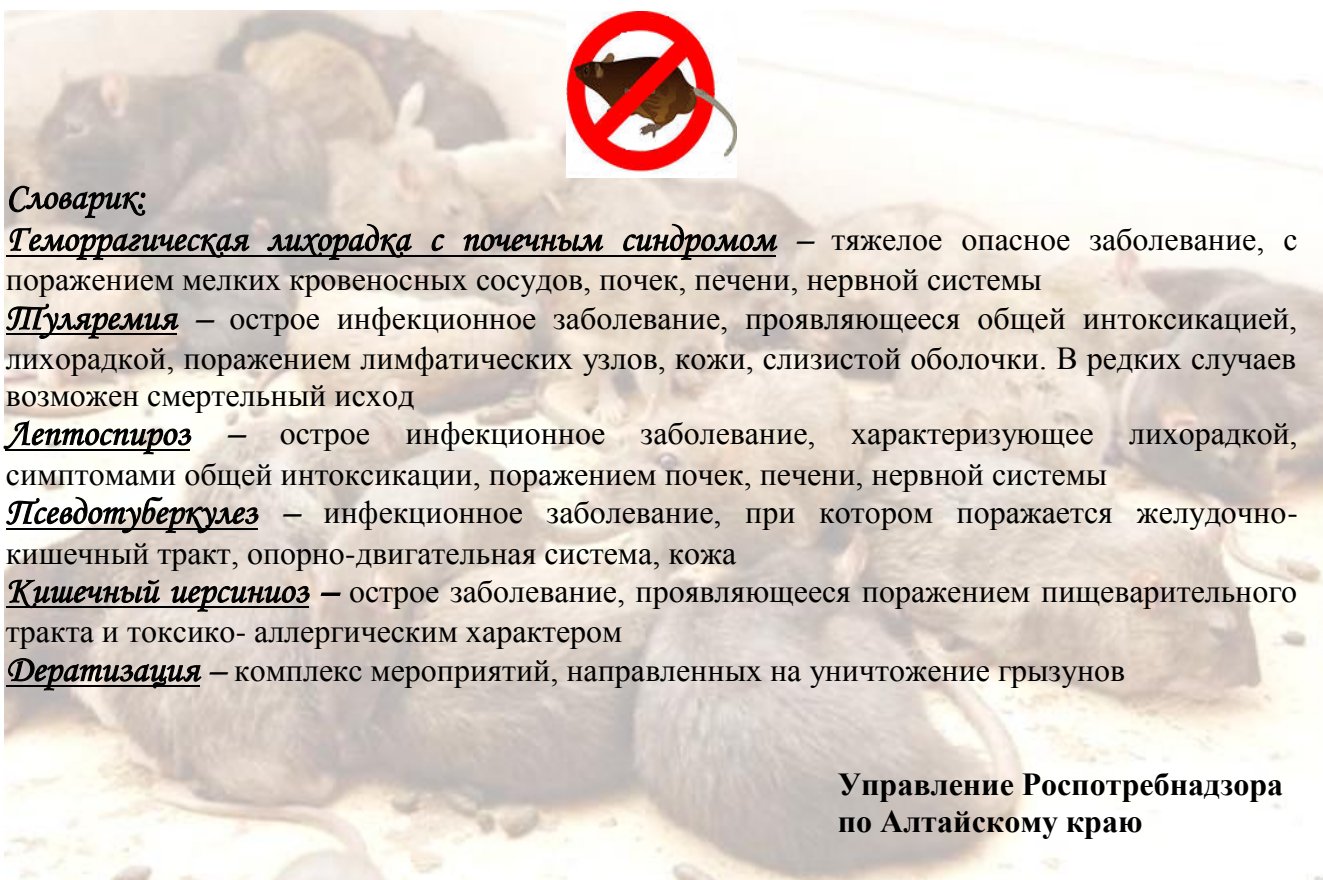 Словарик:
Геморрагическая лихорадка с почечным синдромом – тяжелое опасное заболевание, с
поражением мелких кровеносных сосудов, почек, печени, нервной системы
Туляремия – острое инфекционное заболевание, проявляющееся общей интоксикацией,
лихорадкой, поражением лимфатических узлов, кожи, слизистой оболочки. В редких случаев
возможен смертельный исход
Лептоспироз – острое инфекционное заболевание, характеризующее лихорадкой,
симптомами общей интоксикации, поражением почек, печени, нервной системы
Псевдотуберкулез – инфекционное заболевание, при котором поражается желудочно-
кишечный тракт, опорно-двигательная система, кожа
Кишечный иерсиниоз – острое заболевание, проявляющееся поражением пищеварительного
тракта и токсико- аллергическим характером
Дератизация – комплекс мероприятий, направленных на уничтожение грызунов
Управление Роспотребнадзора
по Алтайскому краю